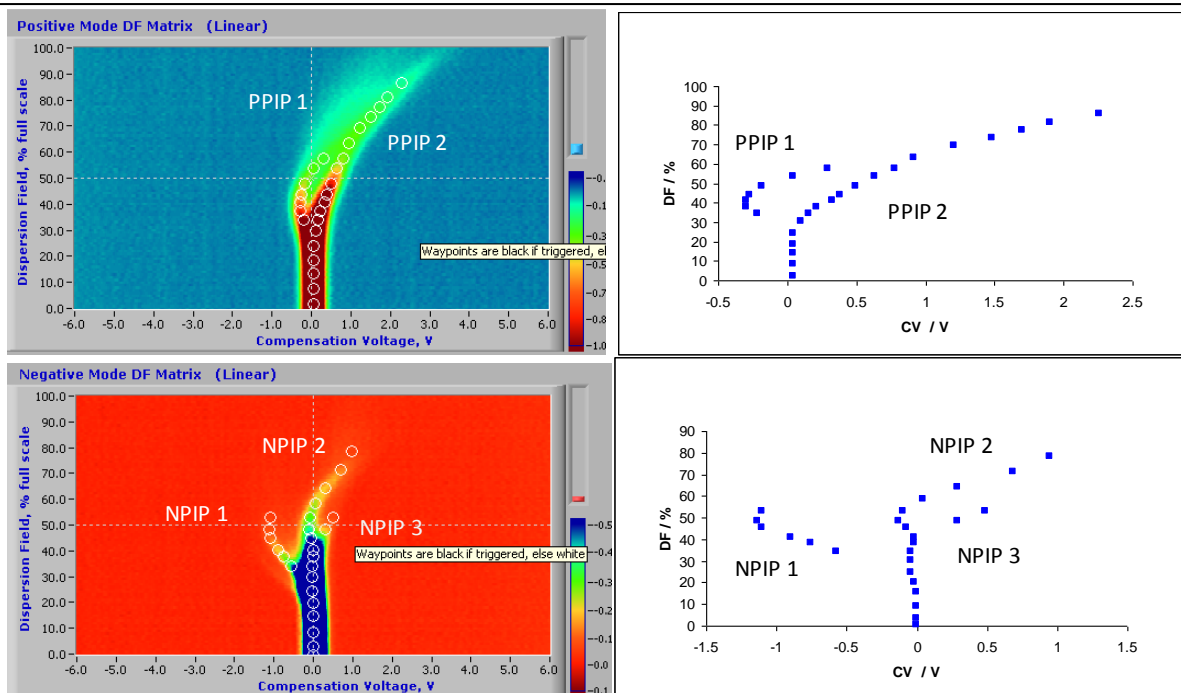 Positive Mode DF Matrix (Linear)
Dispersion Field, % full scale
100.0
90.0
80.0
70.0
60.0
50.0
40.0
30.0
20.0
10.0
0.0
PPIP 1
PPIP 2
Waypoints are black if triggered, el
-6.0 -5.0 -4.0 -3.0 -2.0 -1.0 0.0 1.0 2.0 3.0 4.0 5.0 6.0
Compensation Voltage, V
-0.1
-0.3
-0.5
-0.7
-0.8
-1.0
DF / %
100
90
80
70
60
50
40
30
20
10
0
PPIP 1
PPIP 2
-0.5 0 0.5 1 1.5 2 2.5
CV / V
Negative Mode DF Matrix (Linear)
Dispersion Field, % full scale
100.0
90.0
80.0
70.0
60.0
50.0
40.0
30.0
20.0
10.0
0.0
NPIP 2
NPIP 1
NPIP 3
Waypoints are black if triggered, else white
-6.0 -5.0 -4.0 -3.0 -2.0 -1.0 0.0 1.0 2.0 3.0 4.0 5.0 6.0
Compensation Voltage, V
-0.5
-0.4
-0.3
-0.2
-0.1
-0.0
-0.1
DF / %
90
80
70
60
50
40
30
20
10
0
NPIP 2
NPIP 1
NPIP 3
-1.5 -1 -0.5 0 0.5 1 1.5
CV / V